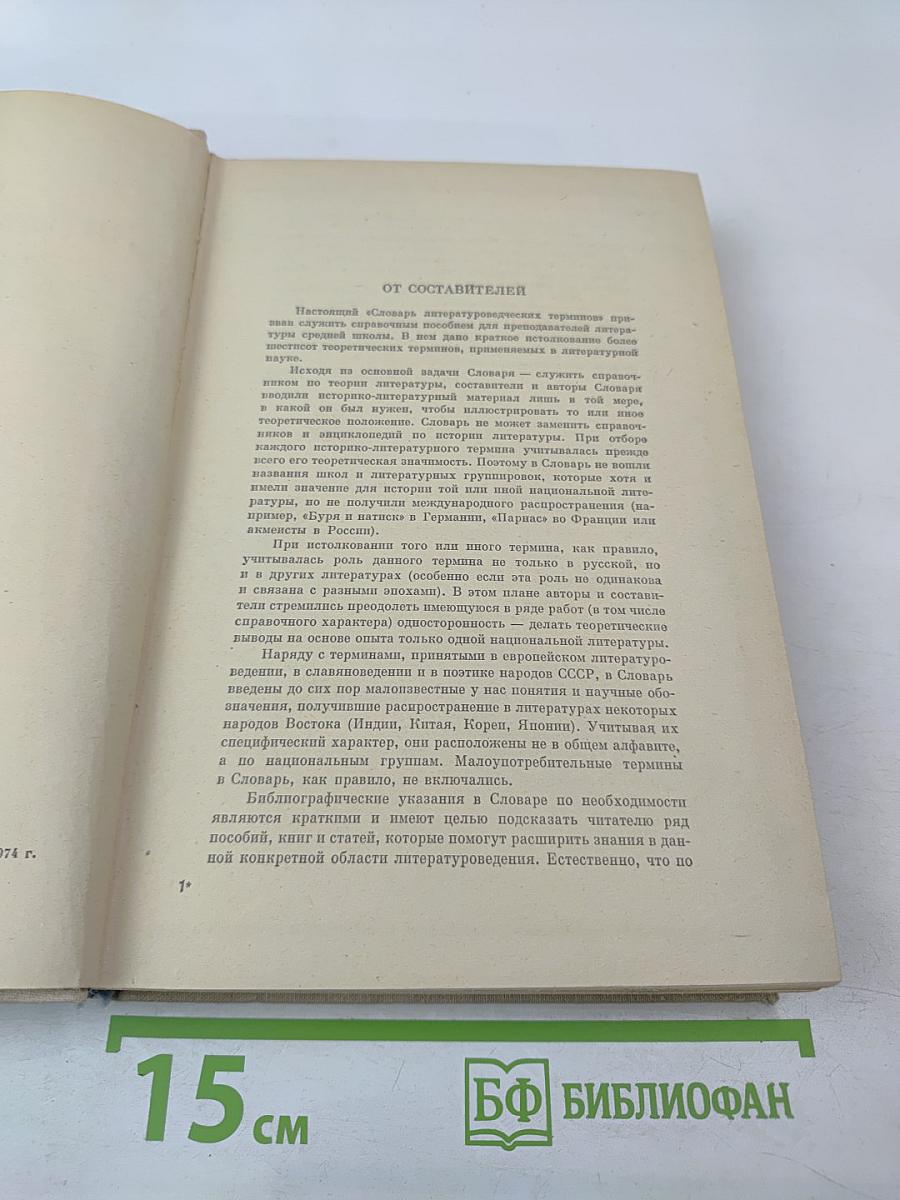 ОТ СОСТАВИТЕЛЕЙ
Настоящий «Словарь литературоведческих терминов» при-
зван служить справочным пособием для преподавателей литера-
туры средней школы. В нем дано краткое истолкование более
шестисот теоретических терминов, применяемых в литературной
науке.
Исходя из основной задачи Словаря — служить справоч-
ником по теории литературы, составители и авторы Словаря
вводили историко-литературный материал лишь в той мере,
в какой он был нужен, чтобы иллюстрировать то или иное
теоретическое положение. Словарь не может заменить справоч-
ников и энциклопедий по истории литературы. При отборе
каждого историко-литературного термина учитывалась прежде
всего его теоретическая значимость. Поэтому в Словарь не вошли
названия школ и литературных группировок, которые хотя и
имели значение для истории той или иной национальной лите-
ратуры, но не получили международного распространения (на-
пример, «Буря и натиск» в Германии, «Парнас» во Франции или
акмеисты в России).
При истолковании того или иного термина, как правило,
учитывалась роль данного термина не только в русской, но
и в других литературах (особенно если эта роль не одинакова
и связана с разными эпохами). В этом плане авторы и состави-
тели стремились преодолеть имеющуюся в ряде работ (в том числе
справочного характера) односторонность — делать теоретические
выводы на основе опыта только одной национальной литературы.
Наряду с терминами, принятыми в европейском литературо-
ведении, в славяноведении и в поэтике народов СССР, в Словарь
введены до сих пор малоизвестные у нас понятия и научные обо-
значения, получившие распространение в литературах некоторых
народов Востока (Индии, Китая, Кореи, Японии). Учитывая их
специфический характер, они расположены не в общем алфавите,
а по национальным группам. Малоупотребительные термины
в Словарь, как правило, не включались.
Библиографические указания в Словаре по необходимости
являются краткими и имеют целью подсказать читателю ряд
пособий, книг и статей, которые помогут расширить знания в дан-
ной конкретной области литературоведения. Естественно, что по
1*
974 г.
15 см
БФ БИБЛИОФАН